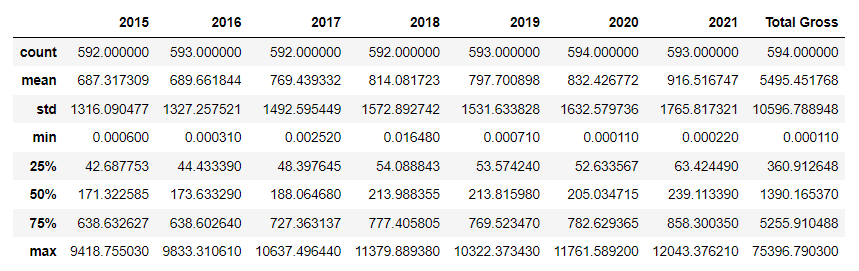 2015 2016 2017 2018 2019 2020 2021 Total Gross
count 592.000000 593.000000 592.000000 592.000000 593.000000 594.000000 593.000000 594.000000
mean 687.317309 689.661844 769.439332 814.081723 797.700898 832.426772 916.516747 5495.451768
std 1316.090477 1327.257521 1492.595449 1572.892742 1531.633828 1632.579736 1765.817321 10596.788948
min 0.000600 0.000310 0.002520 0.016480 0.000710 0.000110 0.000220 0.000110
25% 42.687753 44.433390 48.397645 54.088843 53.574240 52.633567 63.424490 360.912648
50% 171.322585 173.633290 188.064680 213.988355 213.815980 205.034715 239.113390 1390.165370
75% 638.632627 638.602640 727.363137 777.405805 769.523470 782.629365 858.300350 5255.910488
max 9418.755030 9833.310610 10637.496440 11379.889380 10322.373430 11761.589200 12043.376210 75396.790300